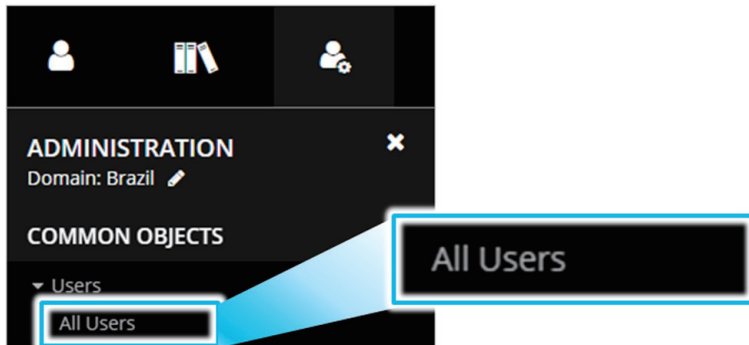 ADMINISTRATION
Domain: Brazil
COMMON OBJECTS
Users
All Users
All Users